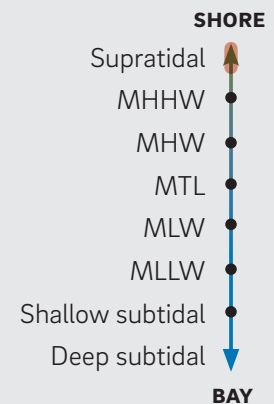 SHORE
Supratidal
MHHW
MHW
MTL
MLW
MLLW
Shallow subtidal
Deep subtidal
BAY